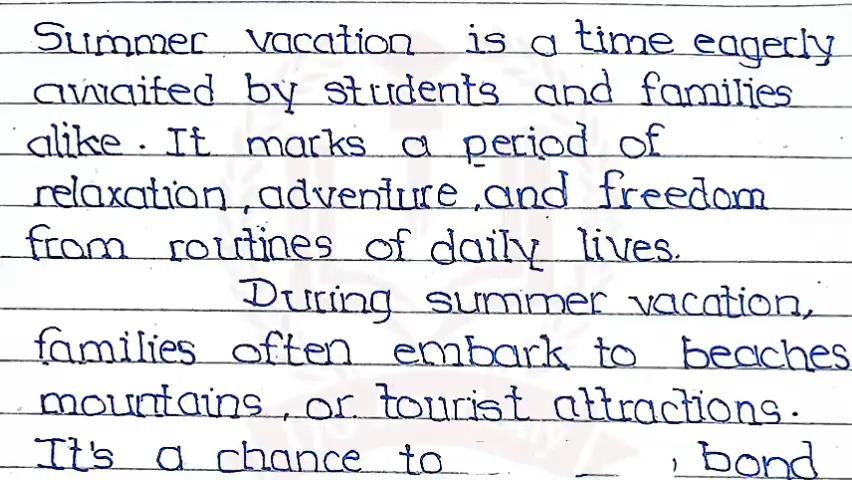 Summer vacation is a time eagerly
awaited by students and families
alike. It marks a period of
relaxation, adventure, and freedom
from routines of daily lives.
During summer vacation,
families often embark to beaches
mountains, or tourist attractions.
It's a chance to , bond